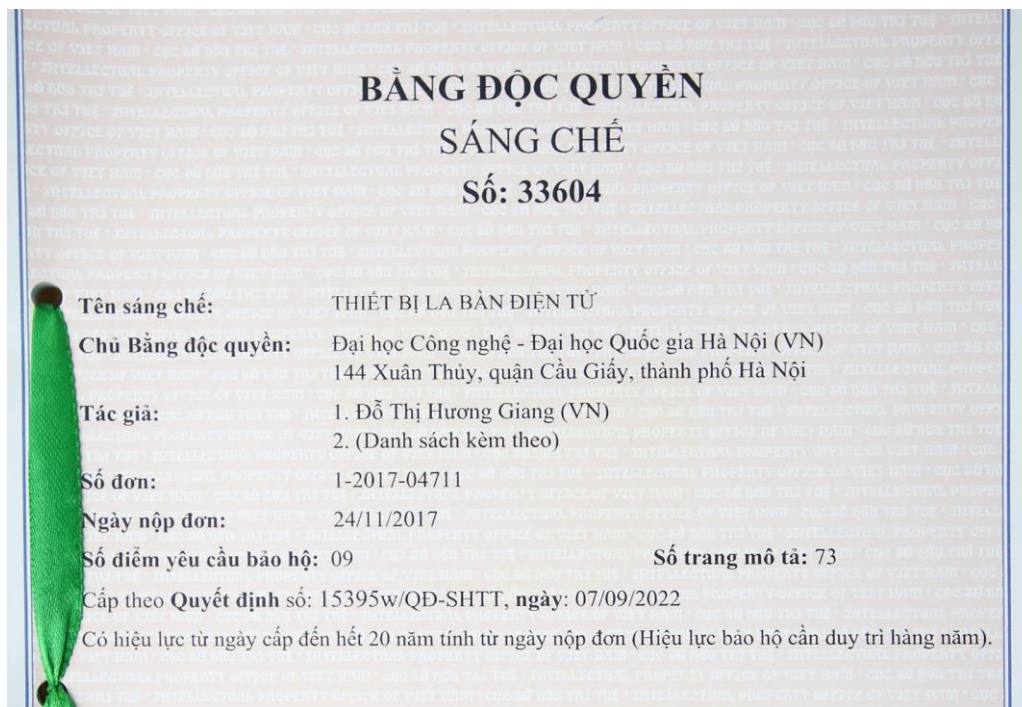 BẰNG ĐỘC QUYỀN
SÁNG CHẾ
Số: 33604
Tên sáng chế: THIẾT BỊ LA BÀN ĐIỆN TỬ
Chủ Bằng độc quyền: Đại học Công nghệ - Đại học Quốc gia Hà Nội (VN)
144 Xuân Thủy, quận Cầu Giấy, thành phố Hà Nội
Tác giả: 1. Đỗ Thị Hương Giang (VN)
2. (Danh sách kèm theo)
Số đơn: 1-2017-04711
Ngày nộp đơn: 24/11/2017
Số điểm yêu cầu bảo hộ: 09 Số trang mô tả: 73
Cấp theo Quyết định số: 15395w/QĐ-SHTT, ngày: 07/09/2022
Có hiệu lực từ ngày cấp đến hết 20 năm tính từ ngày nộp đơn (Hiệu lực bảo hộ cần duy trì hàng năm).